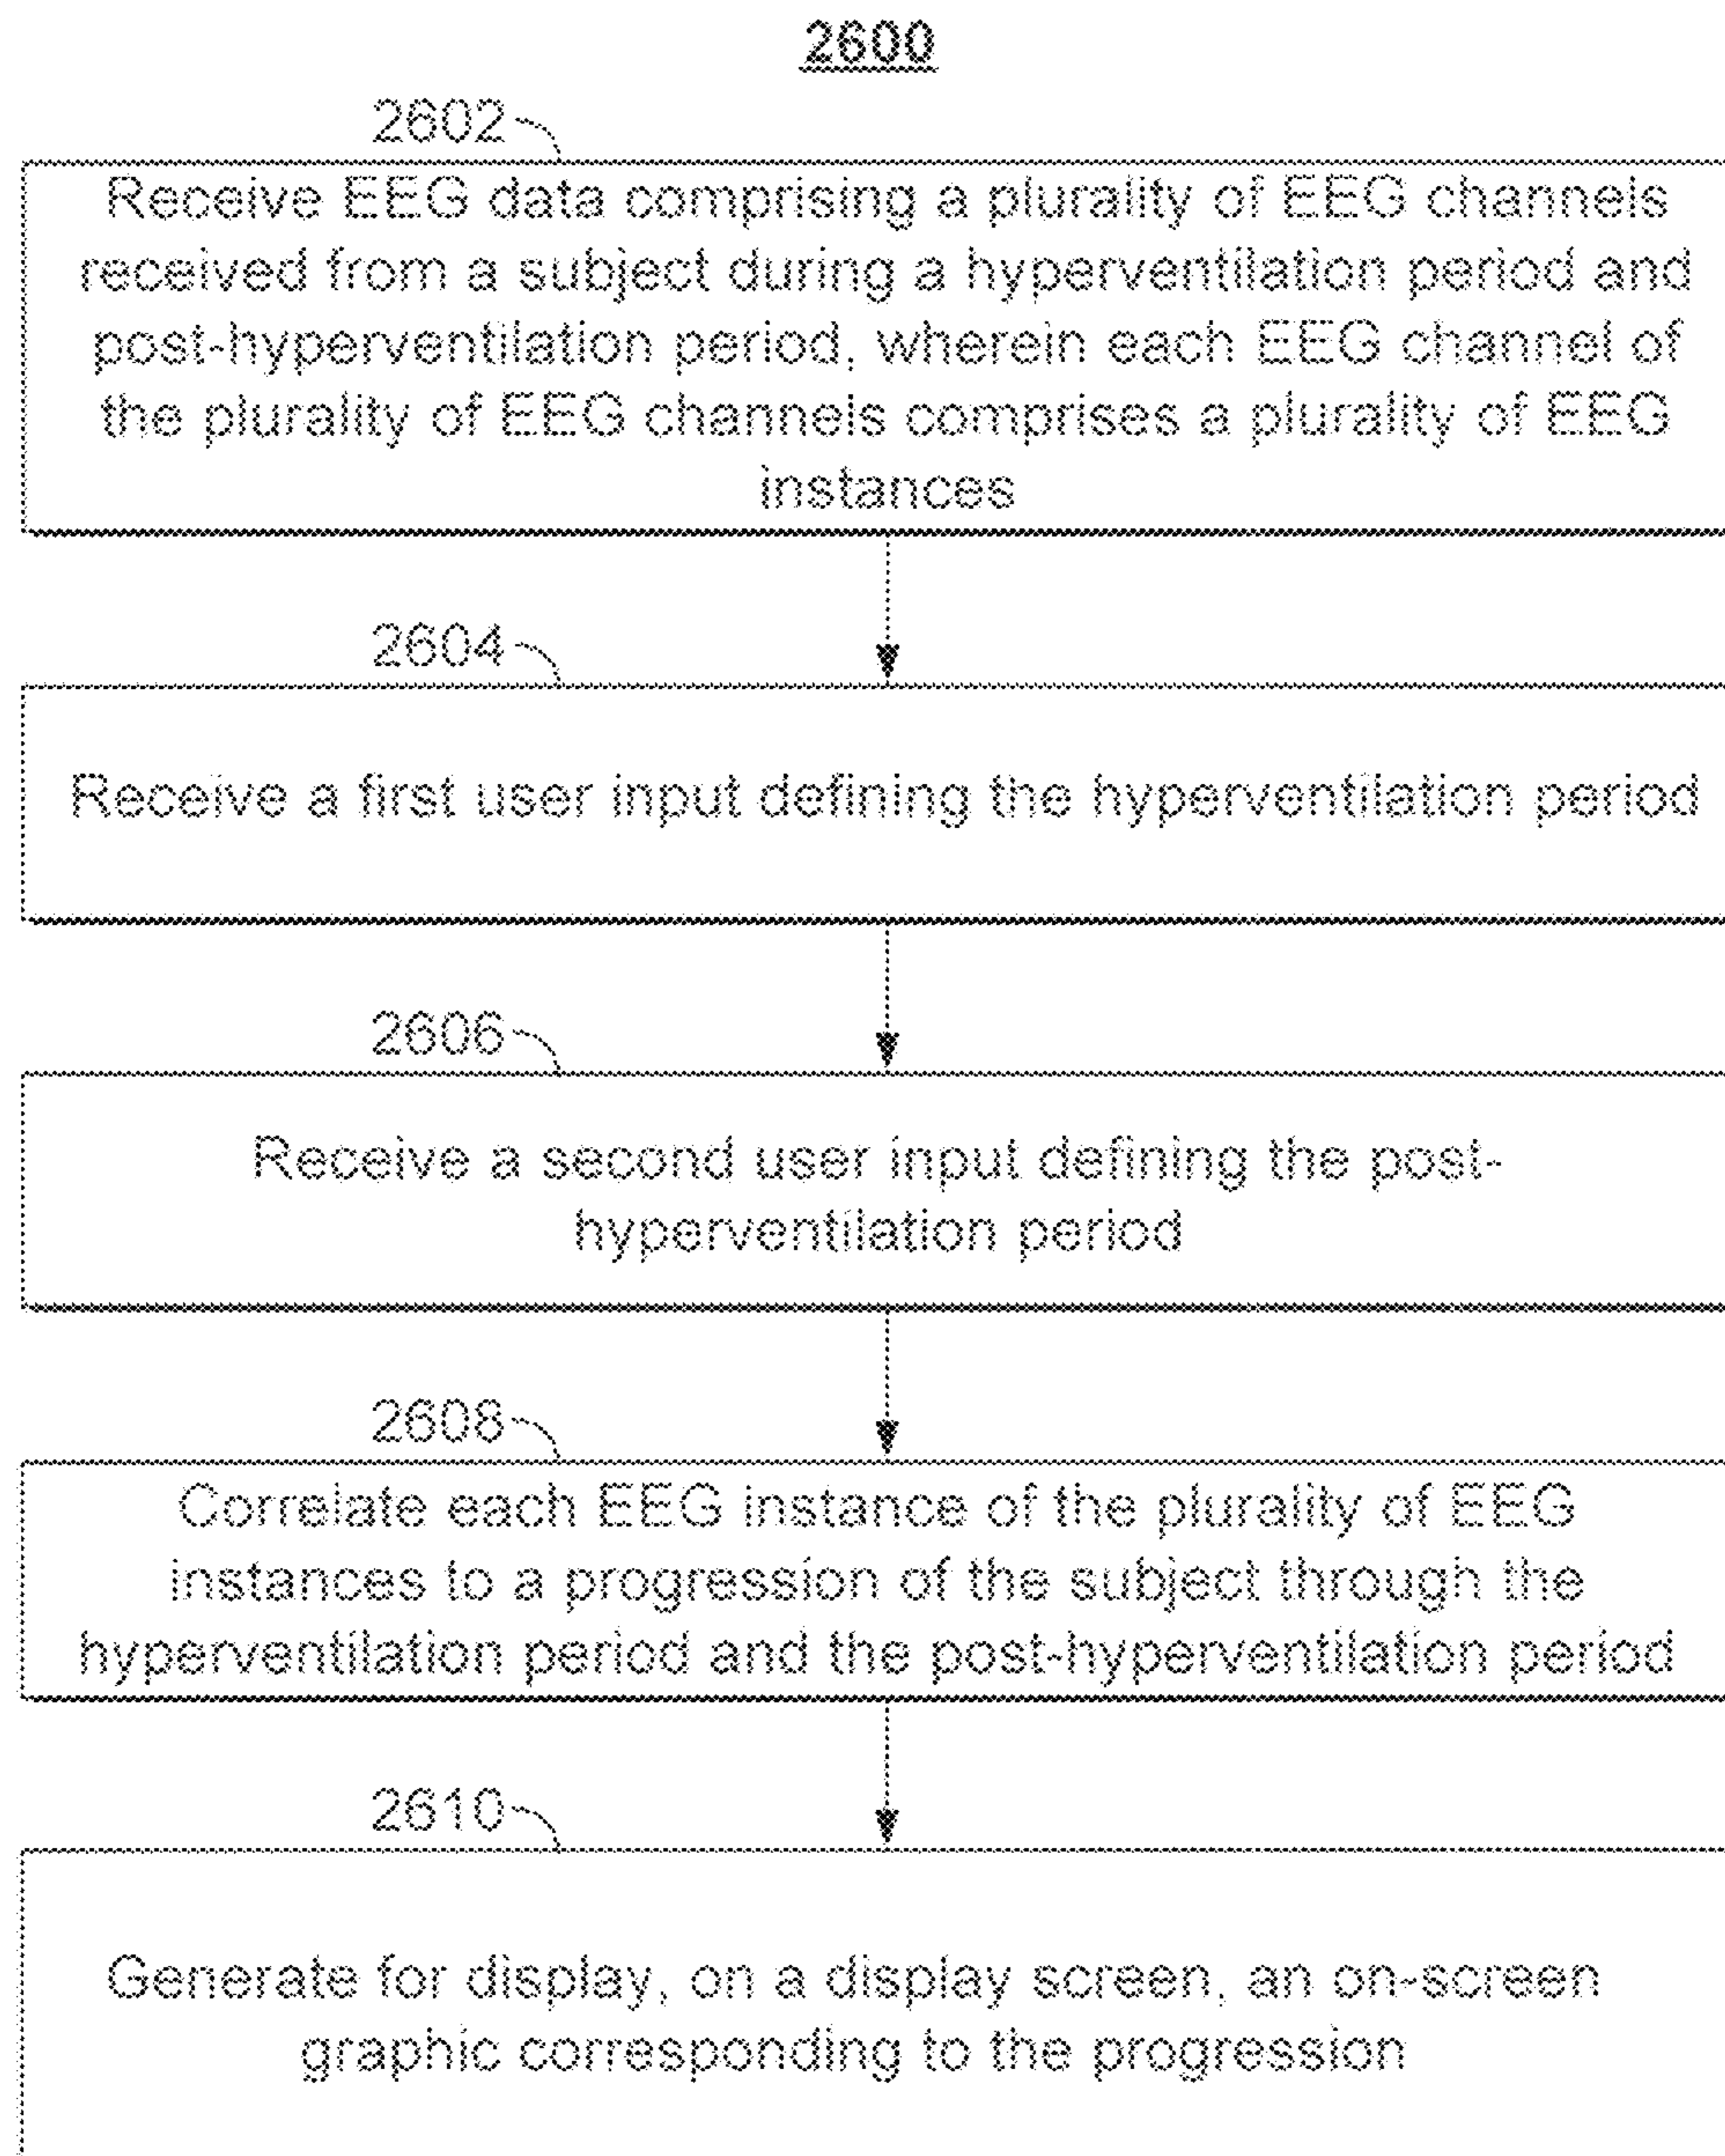 2600
2602
Receive EEG data comprising a plurality of EEG channels
received from a subject during a hyperventilation period and
post-hyperventilation period, wherein each EEG channel of
the plurality of EEG channels comprises a plurality of EEG
instances
2604
Receive a first user input defining the hyperventilation period
2606
Receive a second user input defining the post-
hyperventilation period
2608
Correlate each EEG instance of the plurality of EEG
instances to a progression of the subject through the
hyperventilation period and the post-hyperventilation period
2610
Generate for display, on a display screen, an on-screen
graphic corresponding to the progression